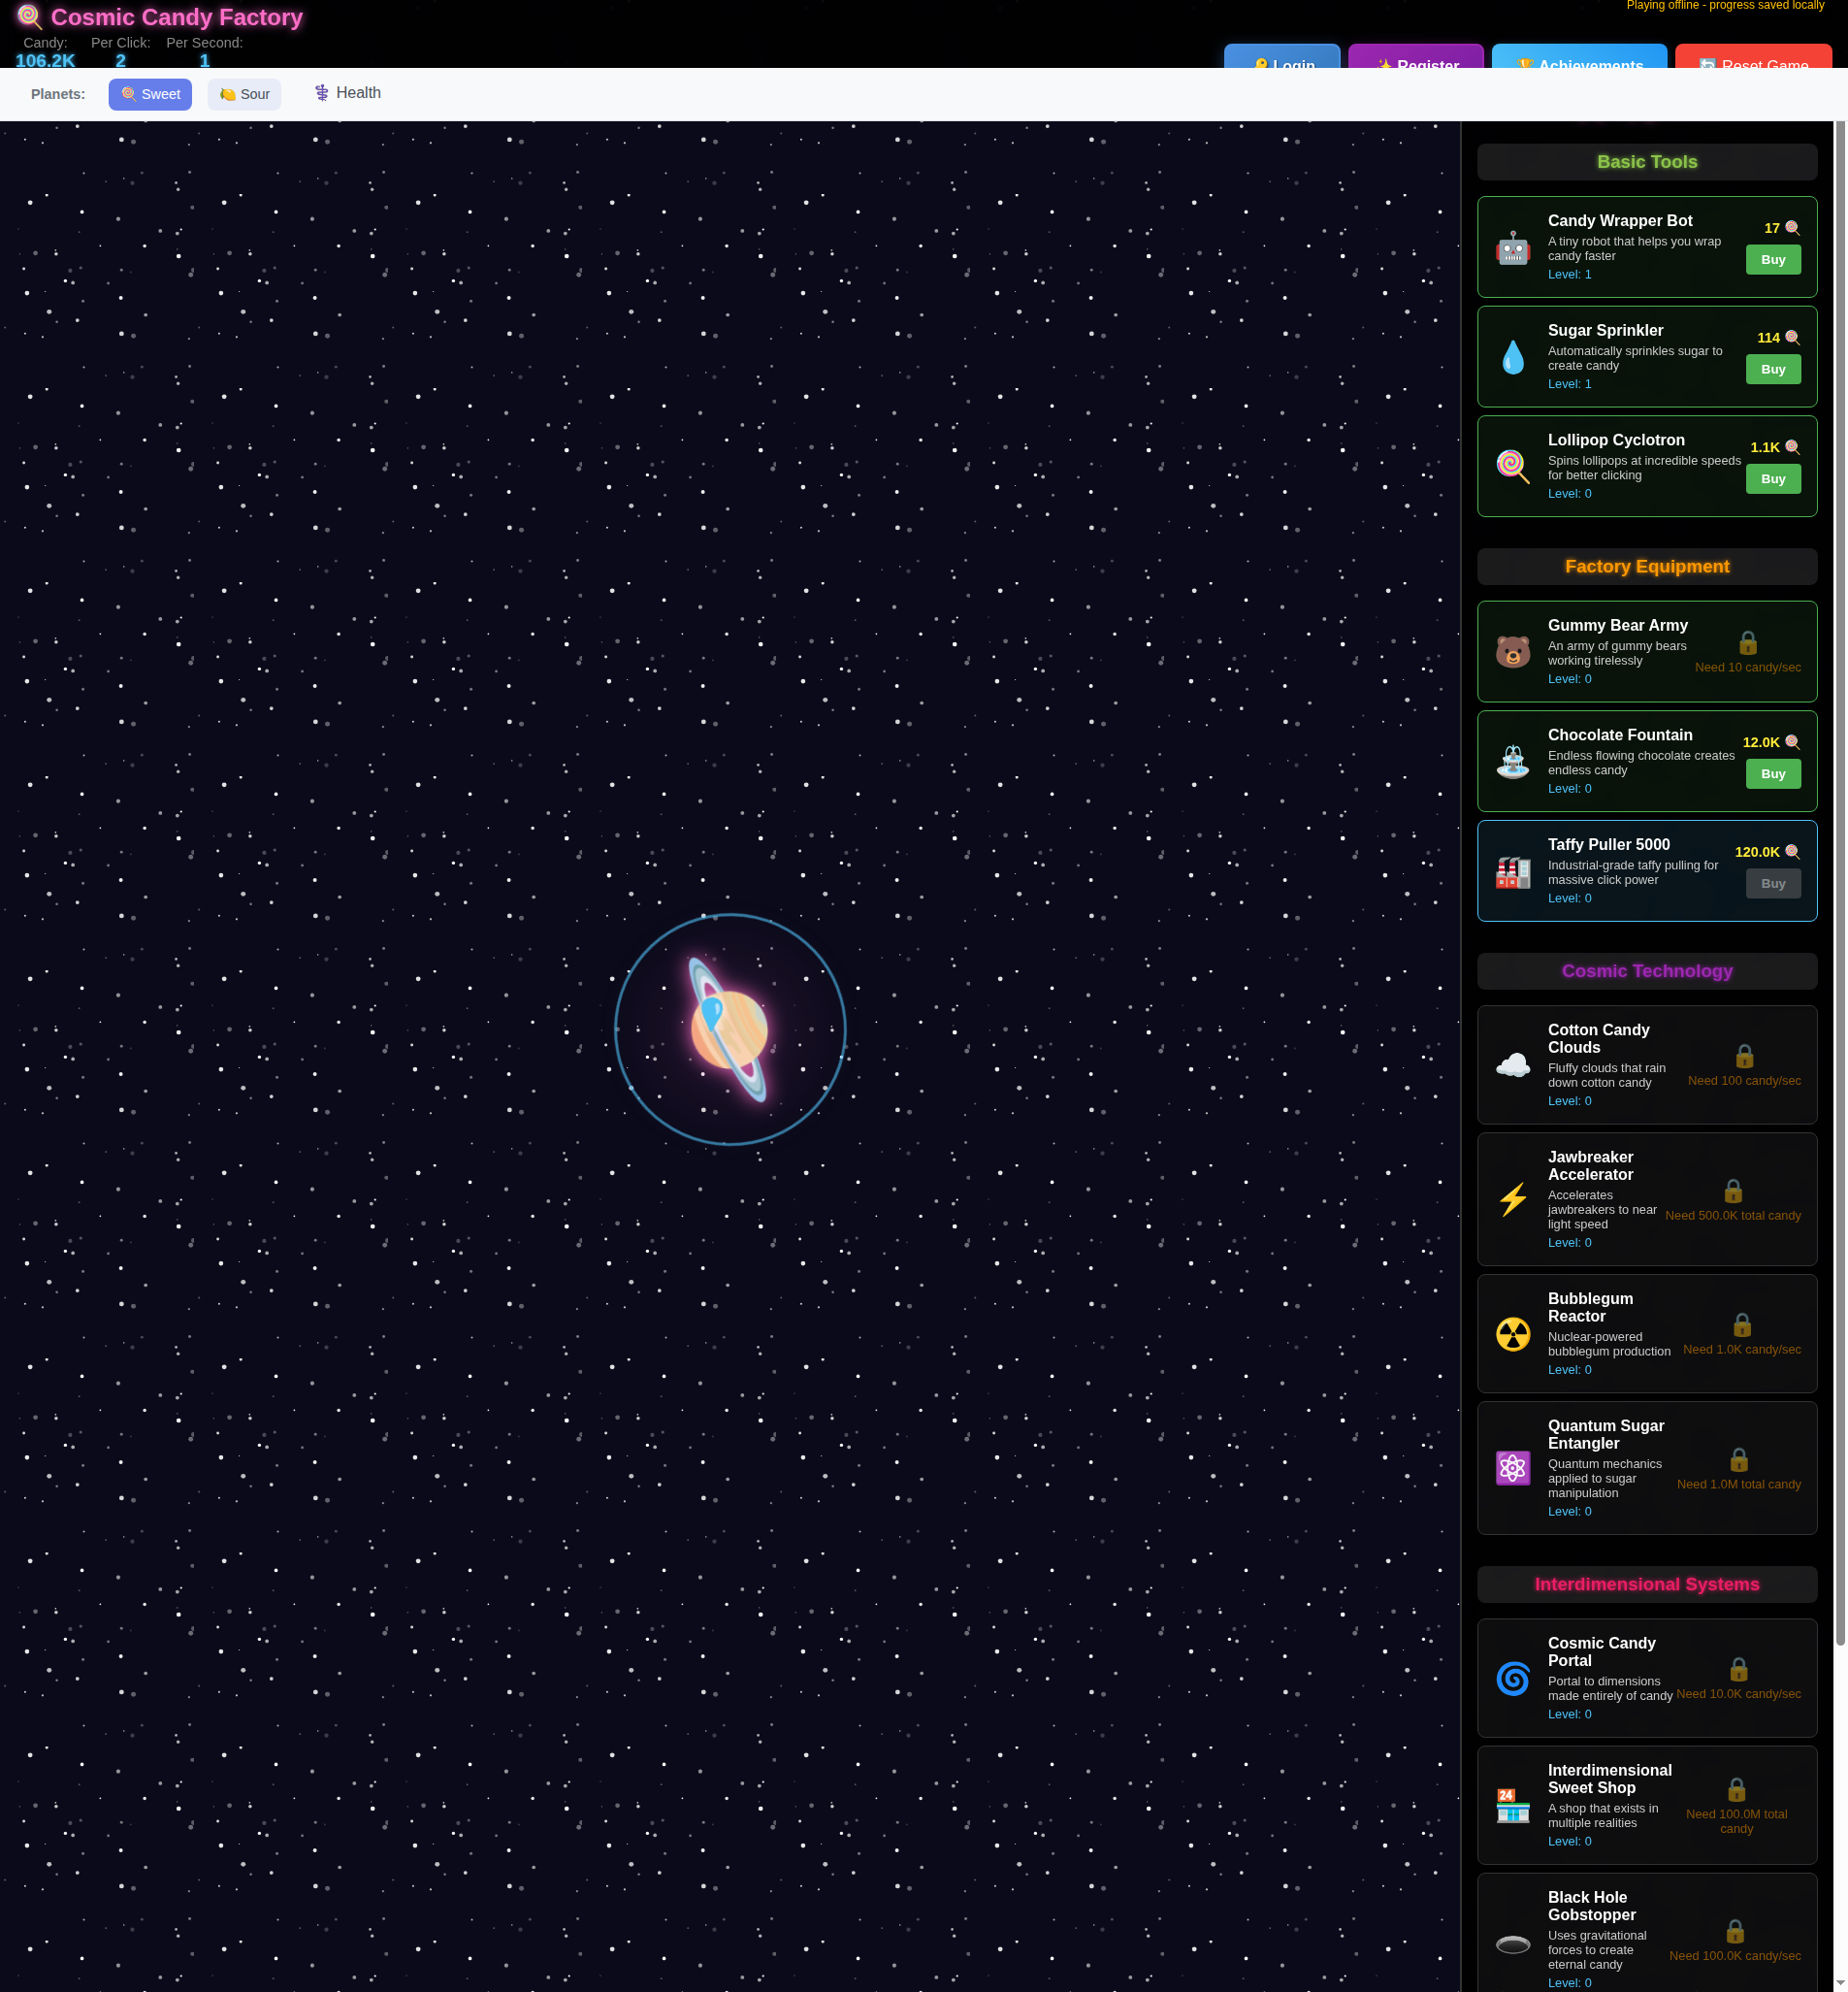 Cosmic Candy Factory
Playing offline - progress saved locally
Candy: Per Click: Per Second:
106.2K 2 1
Login Register Achievements Reset Game
Planets: Sweet Sour Health
Basic Tools
Candy Wrapper Bot
A tiny robot that helps you wrap
candy faster
Level: 1
17
Buy
Sugar Sprinkler
Automatically sprinkles sugar to
create candy
Level: 1
114
Buy
Lollipop Cyclotron
Spins lollipops at incredible speeds
for better clicking
Level: 0
1.1K
Buy
Factory Equipment
Gummy Bear Army
An army of gummy bears
working tirelessly
Level: 0
Need 10 candy/sec
Chocolate Fountain
Endless flowing chocolate creates
endless candy
Level: 0
12.0K
Buy
Taffy Puller 5000
Industrial-grade taffy pulling for
massive click power
Level: 0
120.0K
Buy
Cosmic Technology
Cotton Candy
Clouds
Fluffy clouds that rain
down cotton candy
Level: 0
Need 100 candy/sec
Jawbreaker
Accelerator
Accelerates
jawbreakers to near
light speed
Level: 0
Need 500.0K total candy
Bubblegum
Reactor
Nuclear-powered
bubblegum production
Level: 0
Need 1.0K candy/sec
Quantum Sugar
Entangler
Quantum mechanics
applied to sugar
manipulation
Level: 0
Need 1.0M total candy
Interdimensional Systems
Cosmic Candy
Portal
Portal to dimensions
made entirely of candy
Level: 0
Need 10.0K candy/sec
Interdimensional
Sweet Shop
A shop that exists in
multiple realities
Level: 0
Need 100.0M total
candy
Black Hole
Gobstopper
Uses gravitational
forces to create
eternal candy
Level: 0
Need 100.0K candy/sec